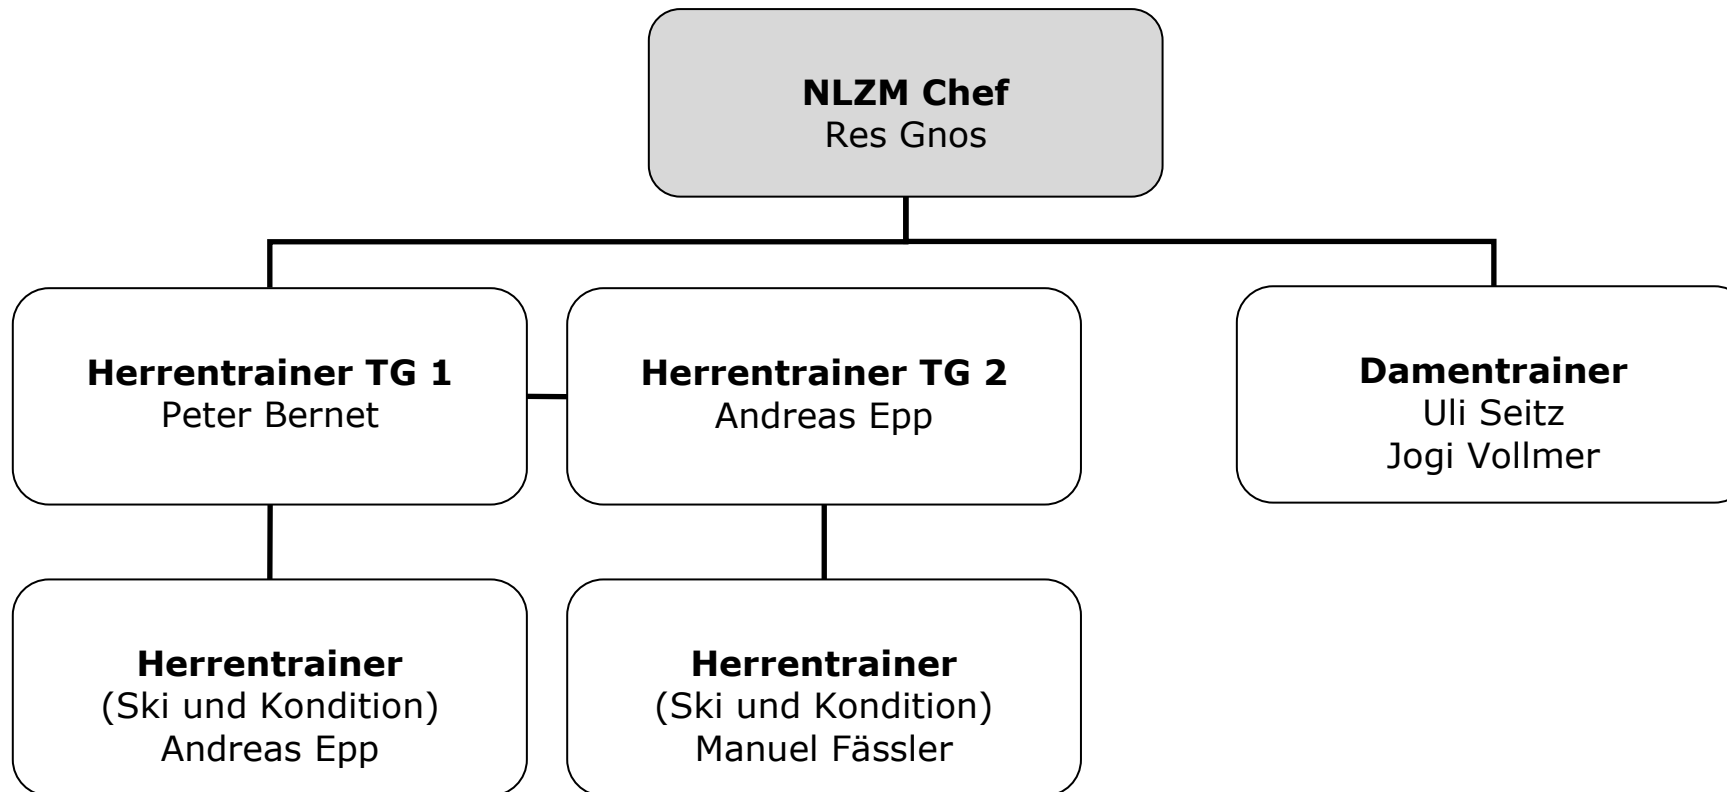 NLZM Chef
Res Gnos
Herrentrainer TG 1
Peter Bernet
Herrentrainer TG 2
Andreas Epp
Damentrainer
Uli Seitz
Jogi Vollmer
Herrentrainer
(Ski und Kondition)
Andreas Epp
Herrentrainer
(Ski und Kondition)
Manuel Fässler